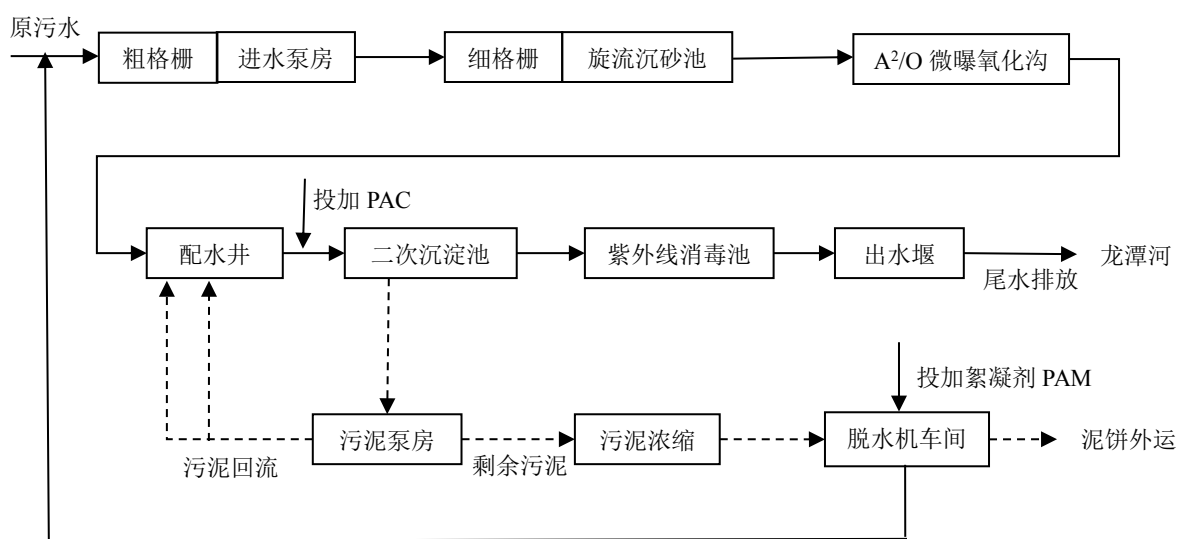 原污水
粗格栅
进水泵房
细格栅
旋流沉砂池
A²/O 微曝氧化沟
投加 PAC
配水井
二次沉淀池
紫外线消毒池
出水堰
龙潭河
尾水排放
投加絮凝剂 PAM
污泥泵房
污泥浓缩
脱水机车间
泥饼外运
污泥回流
剩余污泥